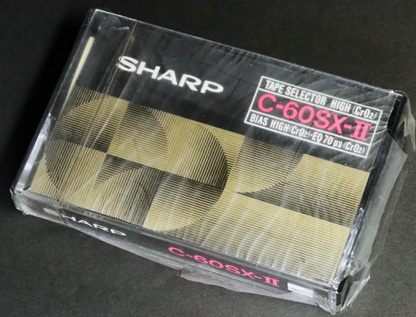 SHARP
TAPE SELECTOR HIGH (CrO₂)
C-60SX-II
BIAS HIGH (CrO₂)·EQ 70 μs (CrO₂)
SHARP
C-60SX-II